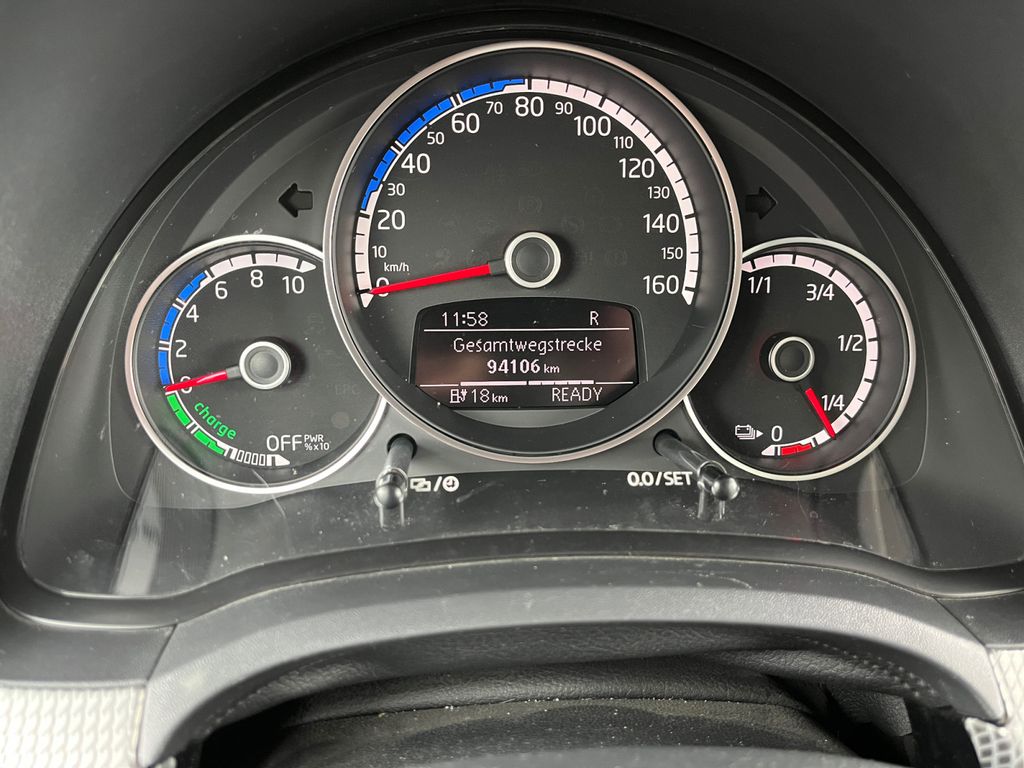 10 20 30 40 50 60 70 80 90 100 110 120 130 140 150 160
km/h
0
0 2 4 6 8 10
charge
OFF PWR
% x 10
11:58 R
Gesamtwegstrecke
94106 km
18 km READY
1/1 3/4 1/2 1/4 0
/
0.0/SET